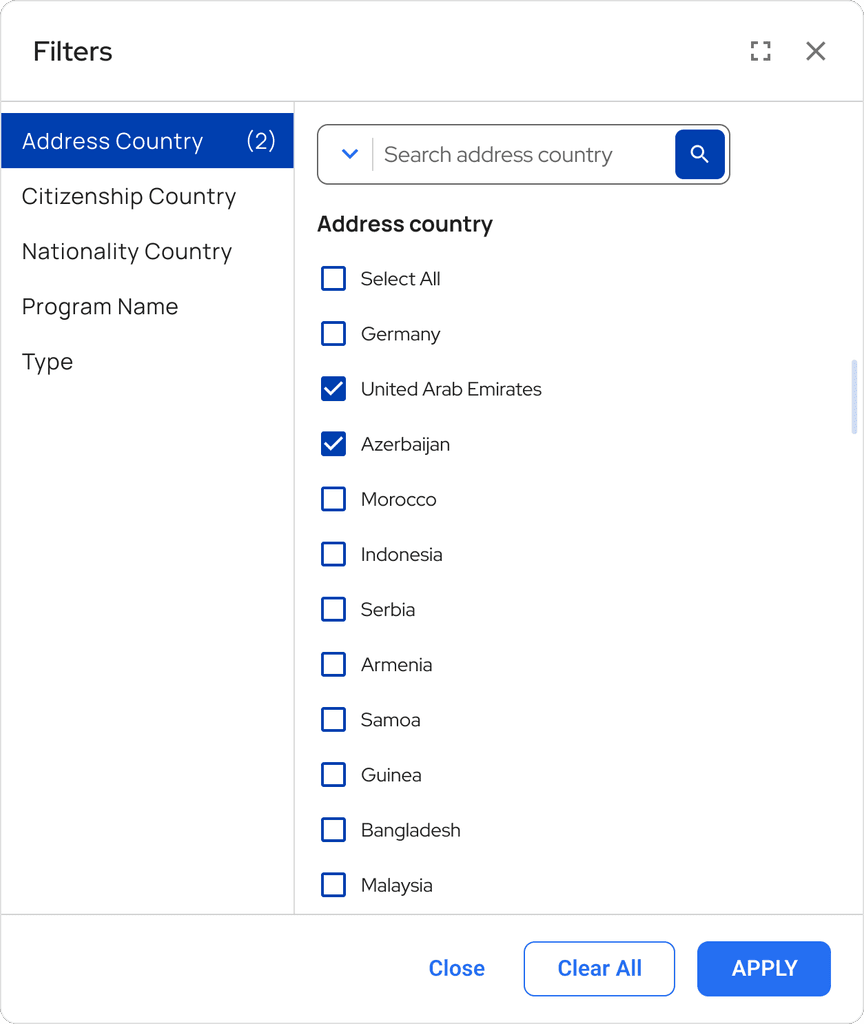 Filters
Address Country (2)
Citizenship Country
Nationality Country
Program Name
Type
Search address country
Address country
Select All
Germany
United Arab Emirates
Azerbaijan
Morocco
Indonesia
Serbia
Armenia
Samoa
Guinea
Bangladesh
Malaysia
Close
Clear All
APPLY